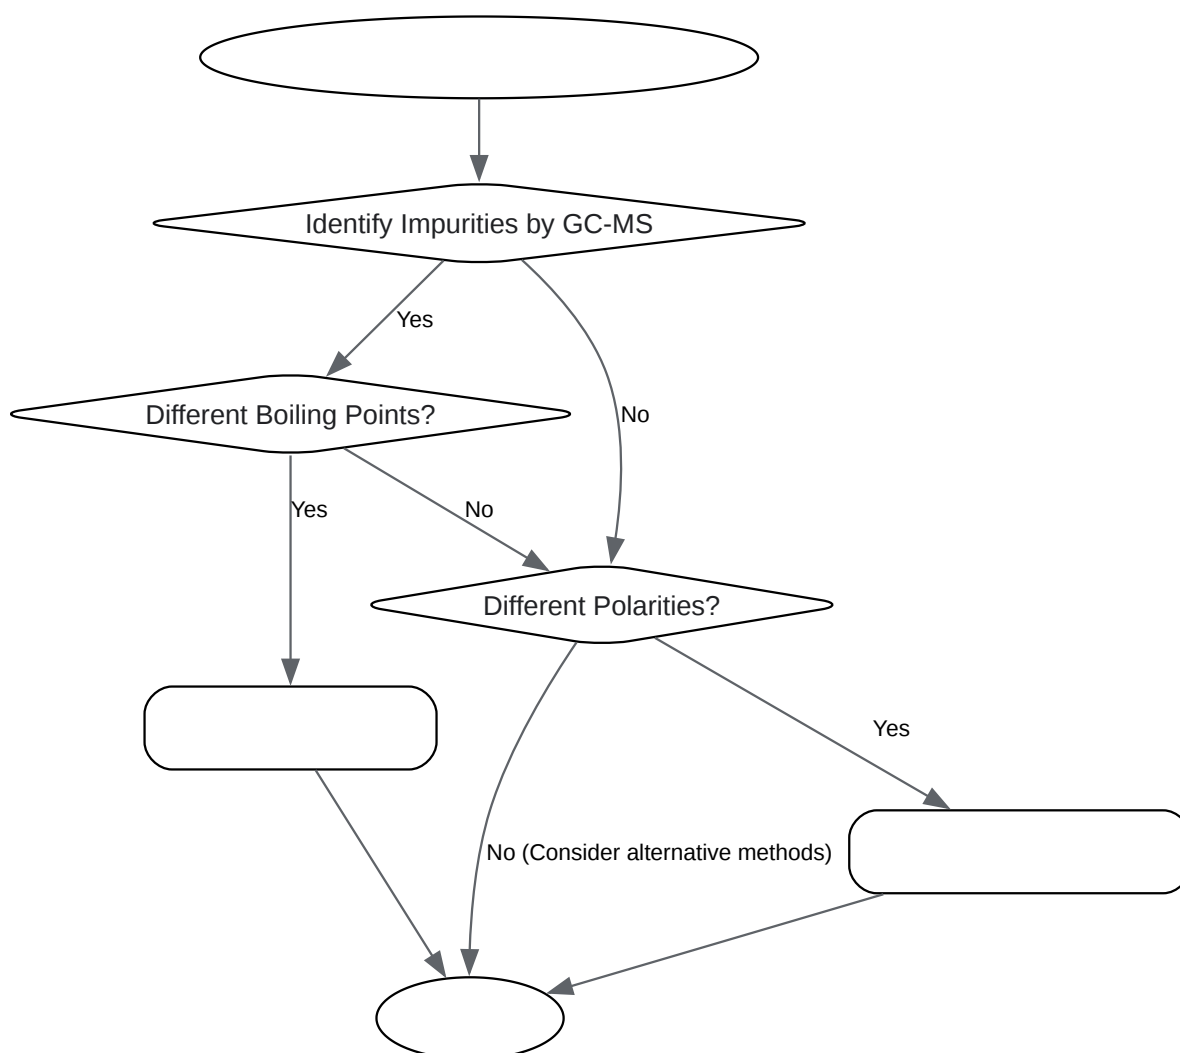 Identify Impurities by GC-MS
Yes
Different Boiling Points?
No
Yes
No
Different Polarities?
Yes
No (Consider alternative methods)